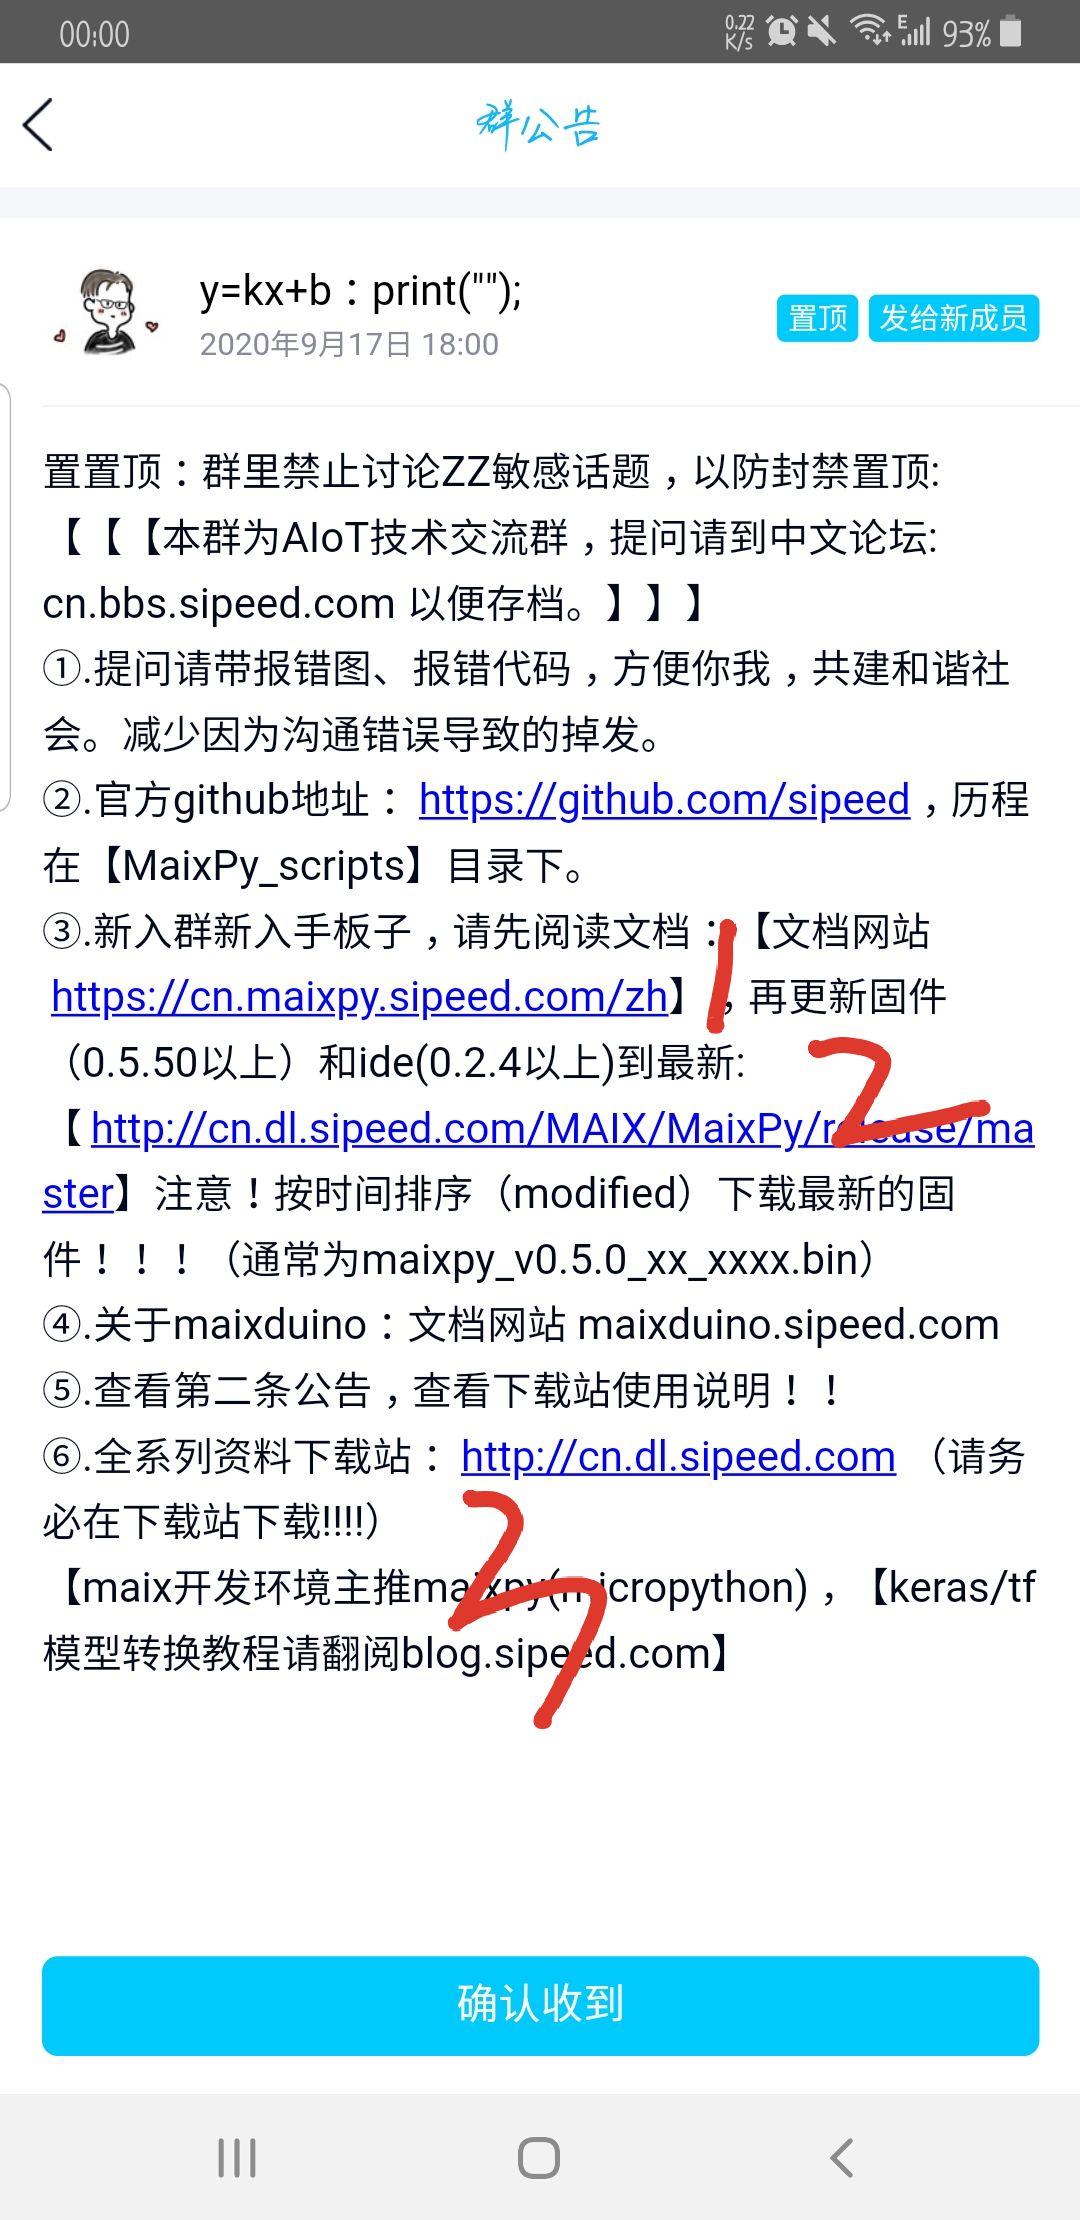 00:00
0.22 K/s
E
93%
群公告
y=kx+b：print("");
2020年9月17日 18:00
置顶
发给新成员
置置顶：群里禁止讨论ZZ敏感话题，以防封禁置顶:
【【【本群为AIoT技术交流群，提问请到中文论坛:
cn.bbs.sipeed.com 以便存档。】】】
①.提问请带报错图、报错代码，方便你我，共建和谐社
会。减少因为沟通错误导致的掉发。
②.官方github地址： https://github.com/sipeed ，历程
在【MaixPy_scripts】目录下。
③.新入群新入手板子，请先阅读文档：【文档网站
https://cn.maixpy.sipeed.com/zh】，再更新固件
1
（0.5.50以上）和ide(0.2.4以上)到最新:
2
【http://cn.dl.sipeed.com/MAIX/MaixPy/release/ma
ster】注意！按时间排序（modified）下载最新的固
件！！！（通常为maixpy_v0.5.0_xx_xxxx.bin）
④.关于maixduino：文档网站 maixduino.sipeed.com
⑤.查看第二条公告，查看下载站使用说明！！
⑥.全系列资料下载站： http://cn.dl.sipeed.com （请务
必在下载站下载!!!!）
3
【maix开发环境主推maixpy(micropython)，【keras/tf
模型转换教程请翻阅blog.sipeed.com】
确认收到